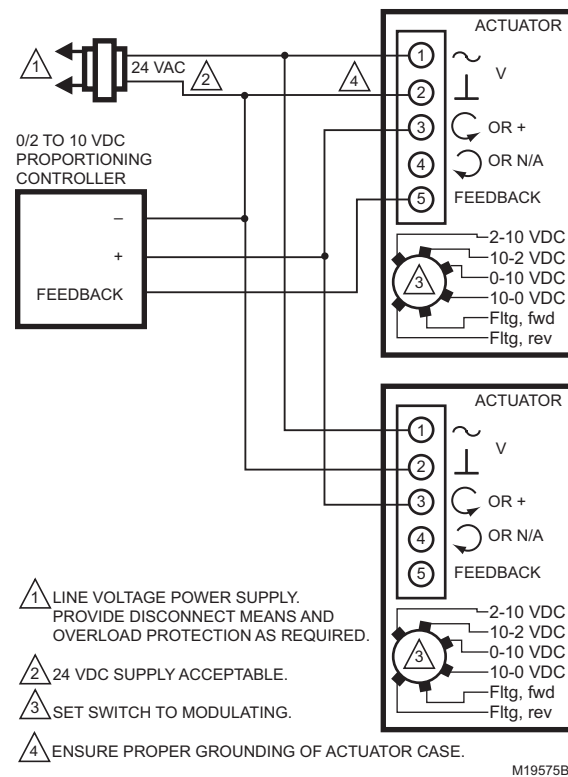 1
24 VAC
2
4
0/2 TO 10 VDC
PROPORTIONING
CONTROLLER
–
+
FEEDBACK
ACTUATOR
1
V
2
3 OR +
4 OR N/A
5 FEEDBACK
3
2-10 VDC
10-2 VDC
0-10 VDC
10-0 VDC
Fltg, fwd
Fltg, rev
ACTUATOR
1
V
2
3 OR +
4 OR N/A
5 FEEDBACK
3
2-10 VDC
10-2 VDC
0-10 VDC
10-0 VDC
Fltg, fwd
Fltg, rev
1 LINE VOLTAGE POWER SUPPLY.
PROVIDE DISCONNECT MEANS AND
OVERLOAD PROTECTION AS REQUIRED.
2 24 VDC SUPPLY ACCEPTABLE.
3 SET SWITCH TO MODULATING.
4 ENSURE PROPER GROUNDING OF ACTUATOR CASE.
M19575B